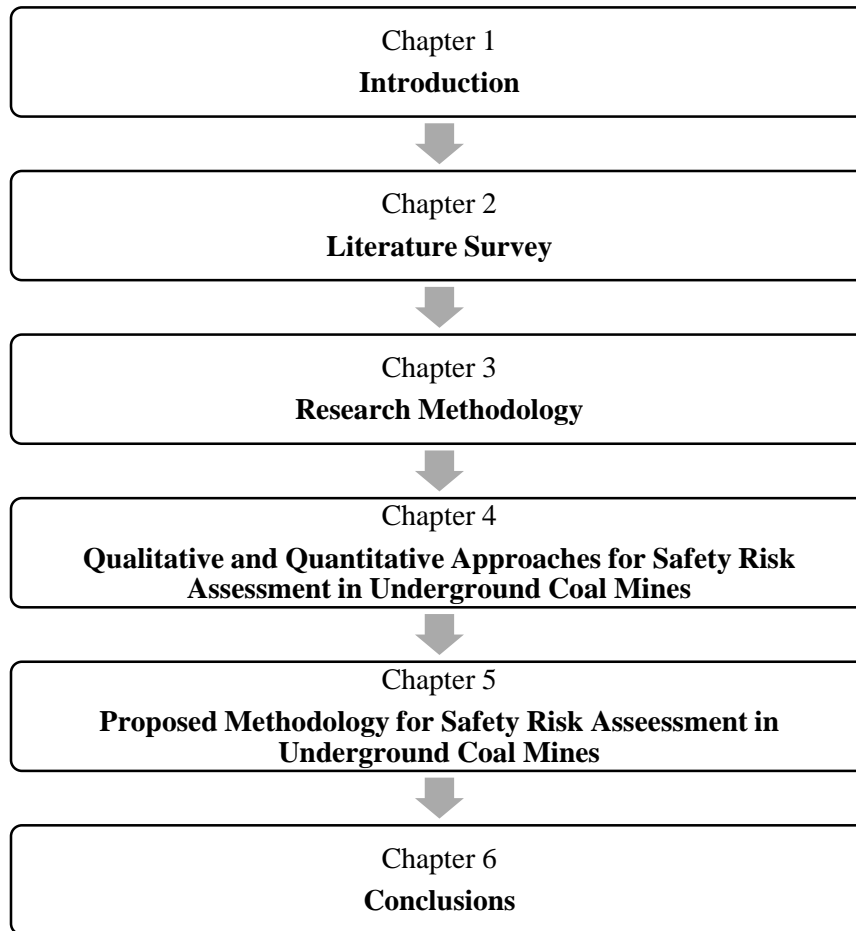 Chapter 1
Introduction
Chapter 2
Literature Survey
Chapter 3
Research Methodology
Chapter 4
Qualitative and Quantitative Approaches for Safety Risk
Assessment in Underground Coal Mines
Chapter 5
Proposed Methodology for Safety Risk Asseessment in
Underground Coal Mines
Chapter 6
Conclusions